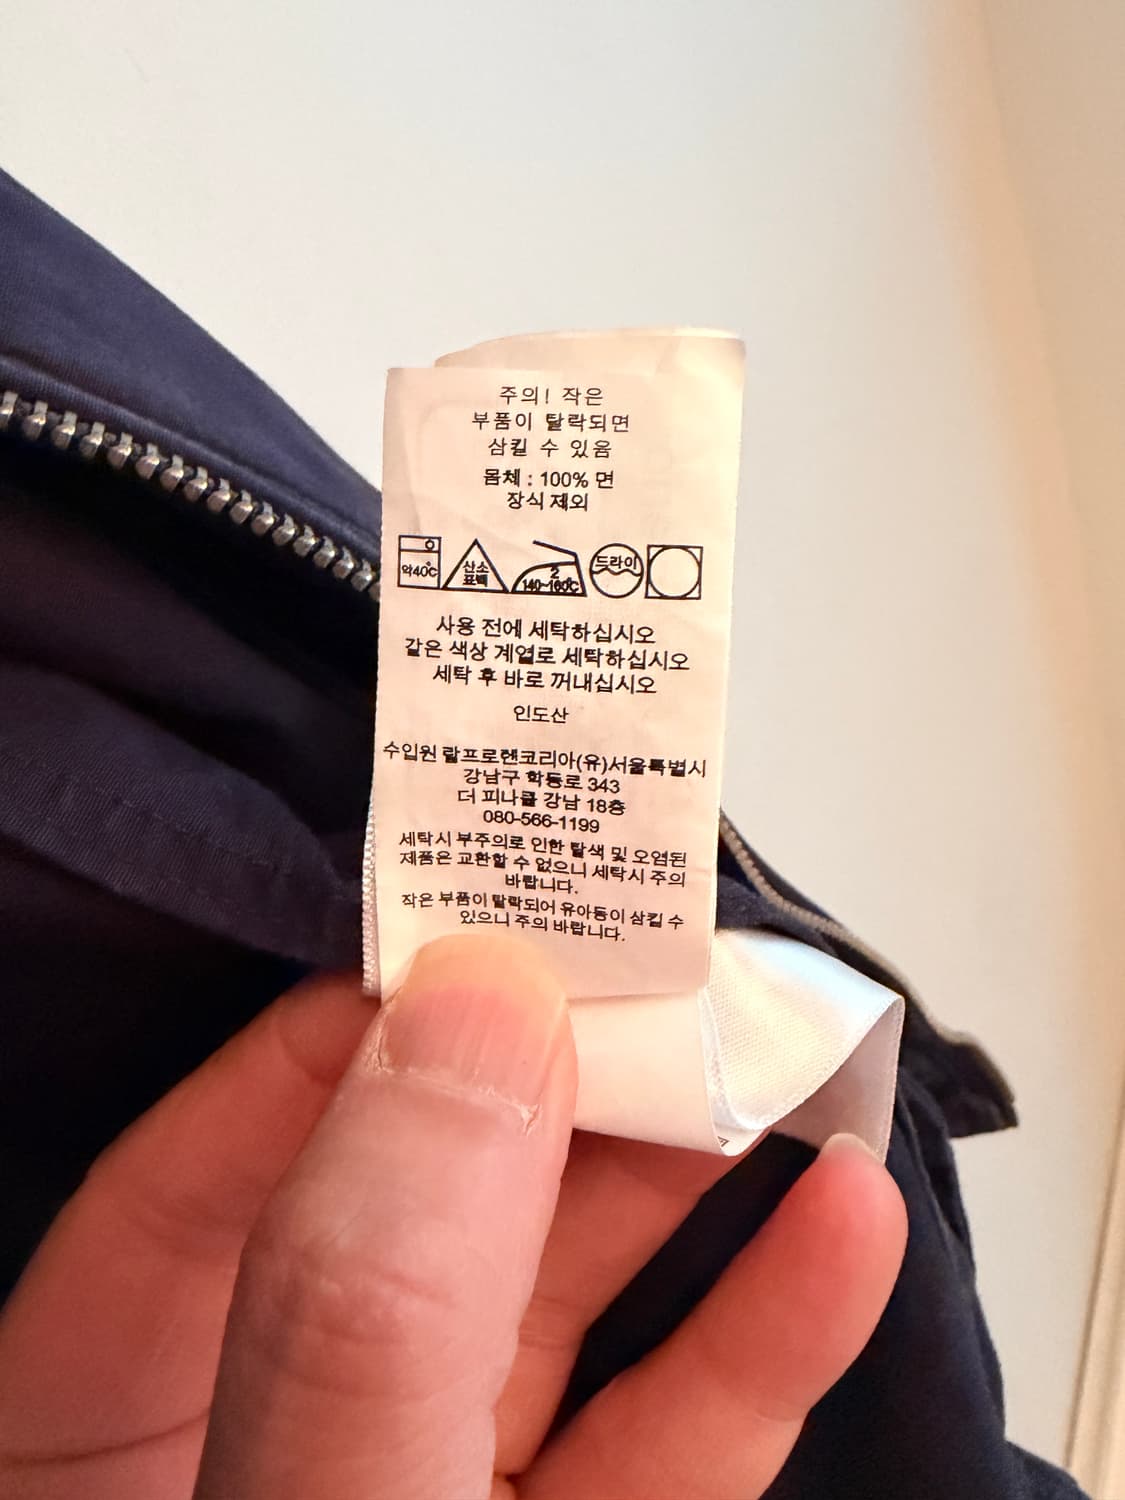 주의! 작은
부품이 탈락되면
삼킬 수 있음
몸체 : 100% 면
장식 제외
약40℃
산소
표백
2
140~160℃
드라이
사용 전에 세탁하십시오
같은 색상 계열로 세탁하십시오
세탁 후 바로 꺼내십시오
인도산
수입원 랄프로렌코리아(유)서울특별시
강남구 학동로 343
더 피나클 강남 18층
080-566-1199
세탁시 부주의로 인한 탈색 및 오염된
제품은 교환할 수 없으니 세탁시 주의
바랍니다.
작은 부품이 탈락되어 유아등이 삼킬 수
있으니 주의 바랍니다.